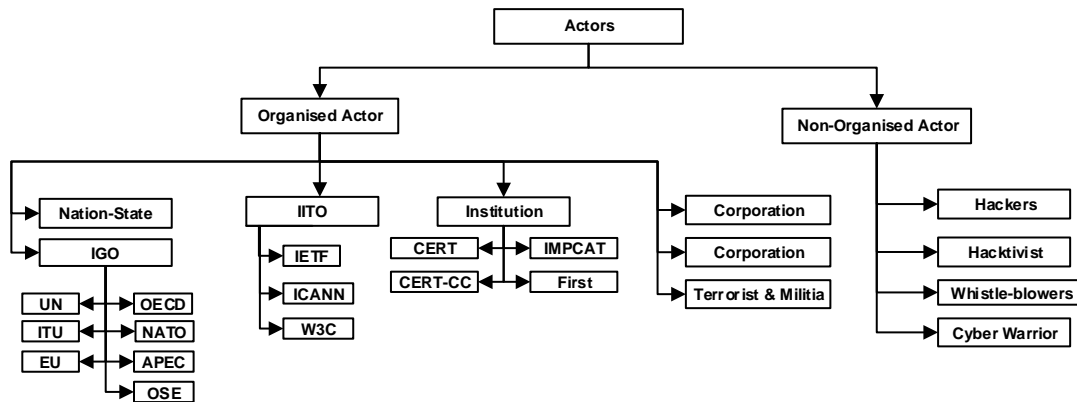 Actors
Organised Actor
Non-Organised Actor
Nation-State
IITO
Institution
Corporation
Hackers
IGO
IETF
CERT
IMPCAT
Corporation
Hacktivist
UN
OECD
ICANN
CERT-CC
First
Terrorist & Militia
Whistle-blowers
ITU
NATO
W3C
Cyber Warrior
EU
APEC
OSE